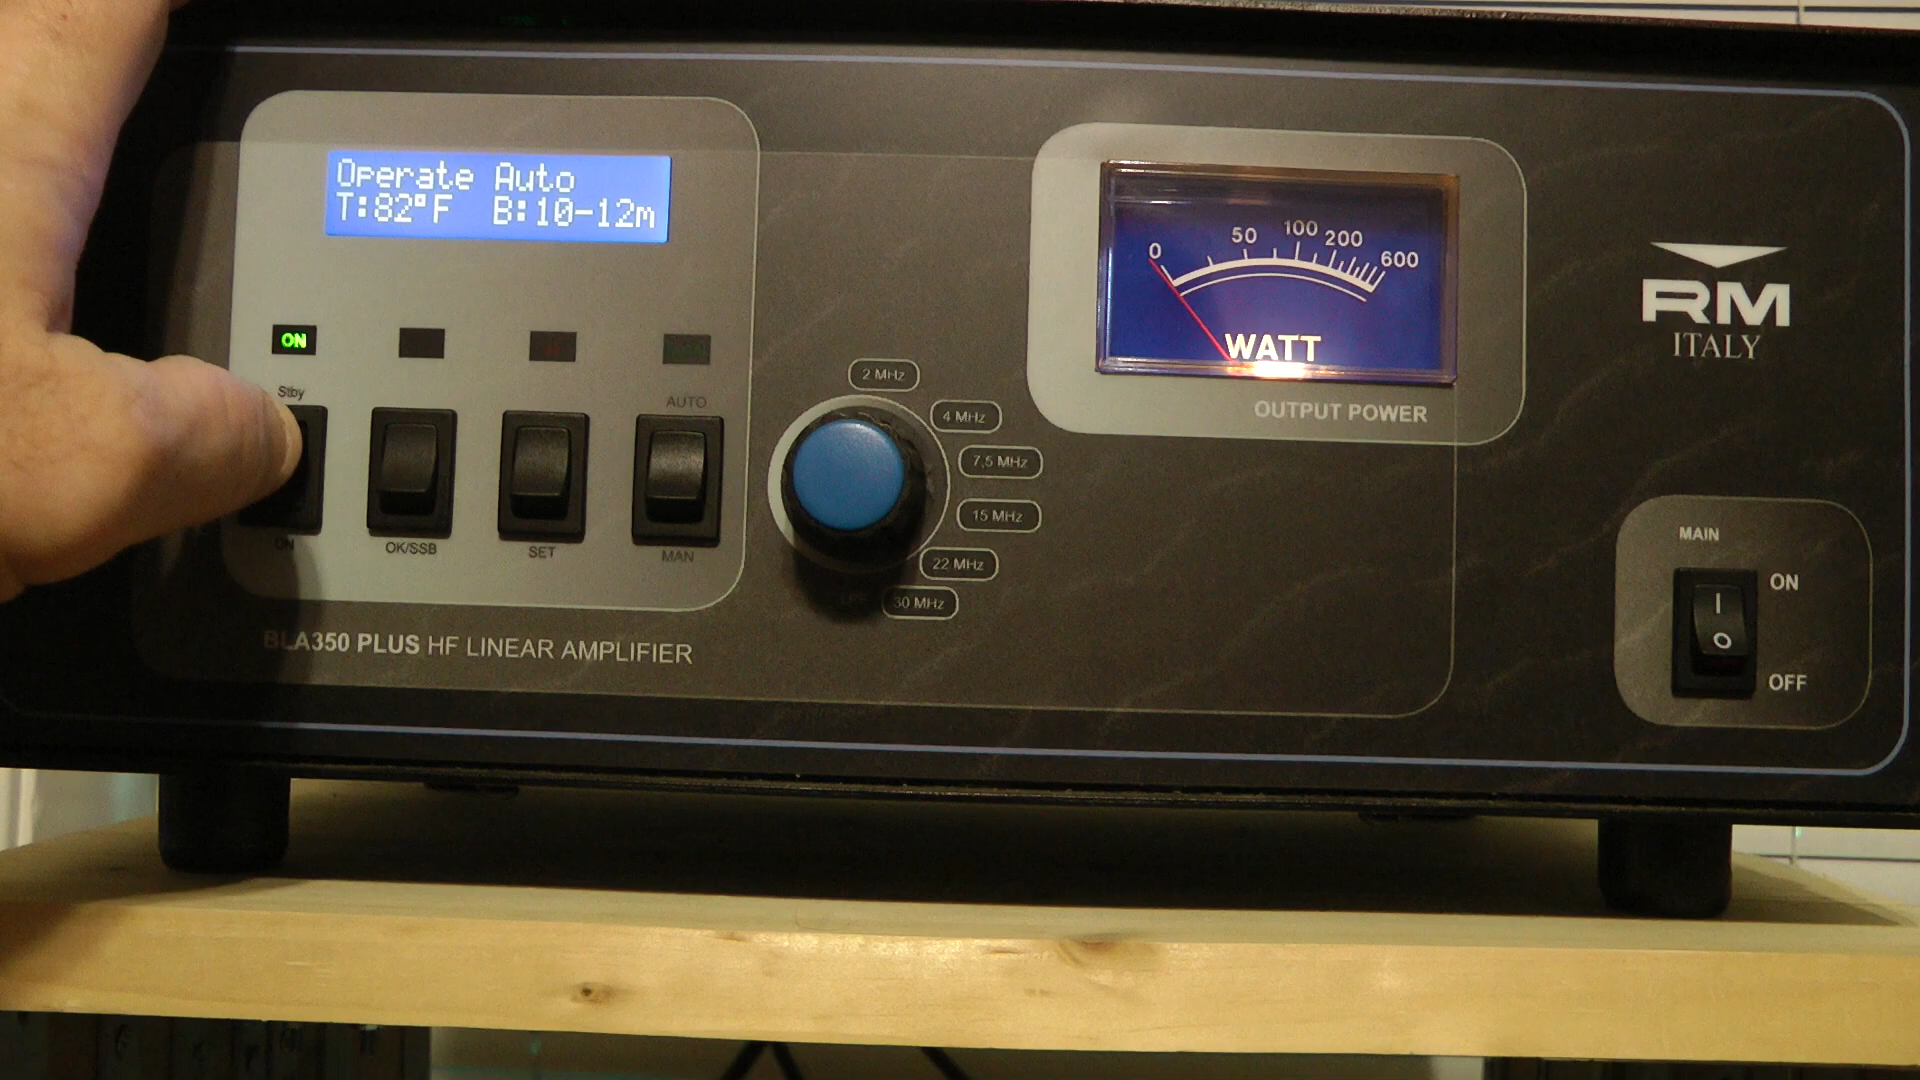 Operate Auto
T:82°F B:10-12m
ON
Stby
AUTO
ON
OK/SSB
SET
MAN
BLA350 PLUS HF LINEAR AMPLIFIER
2 MHz
4 MHz
7,5 MHz
15 MHz
22 MHz
30 MHz
0 50 100 200 600
WATT
OUTPUT POWER
RM
ITALY
MAIN
ON
I
O
OFF